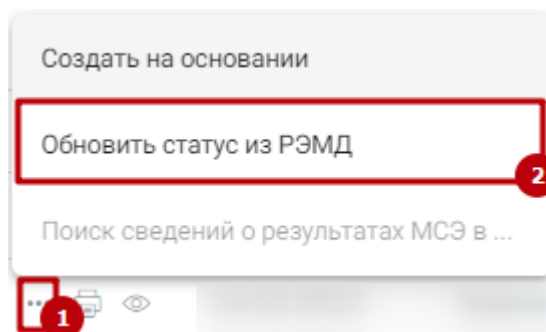 Создать на основании
Обновить статус из РЭМД
2
Поиск сведений о результатах МСЭ в ...
...
1